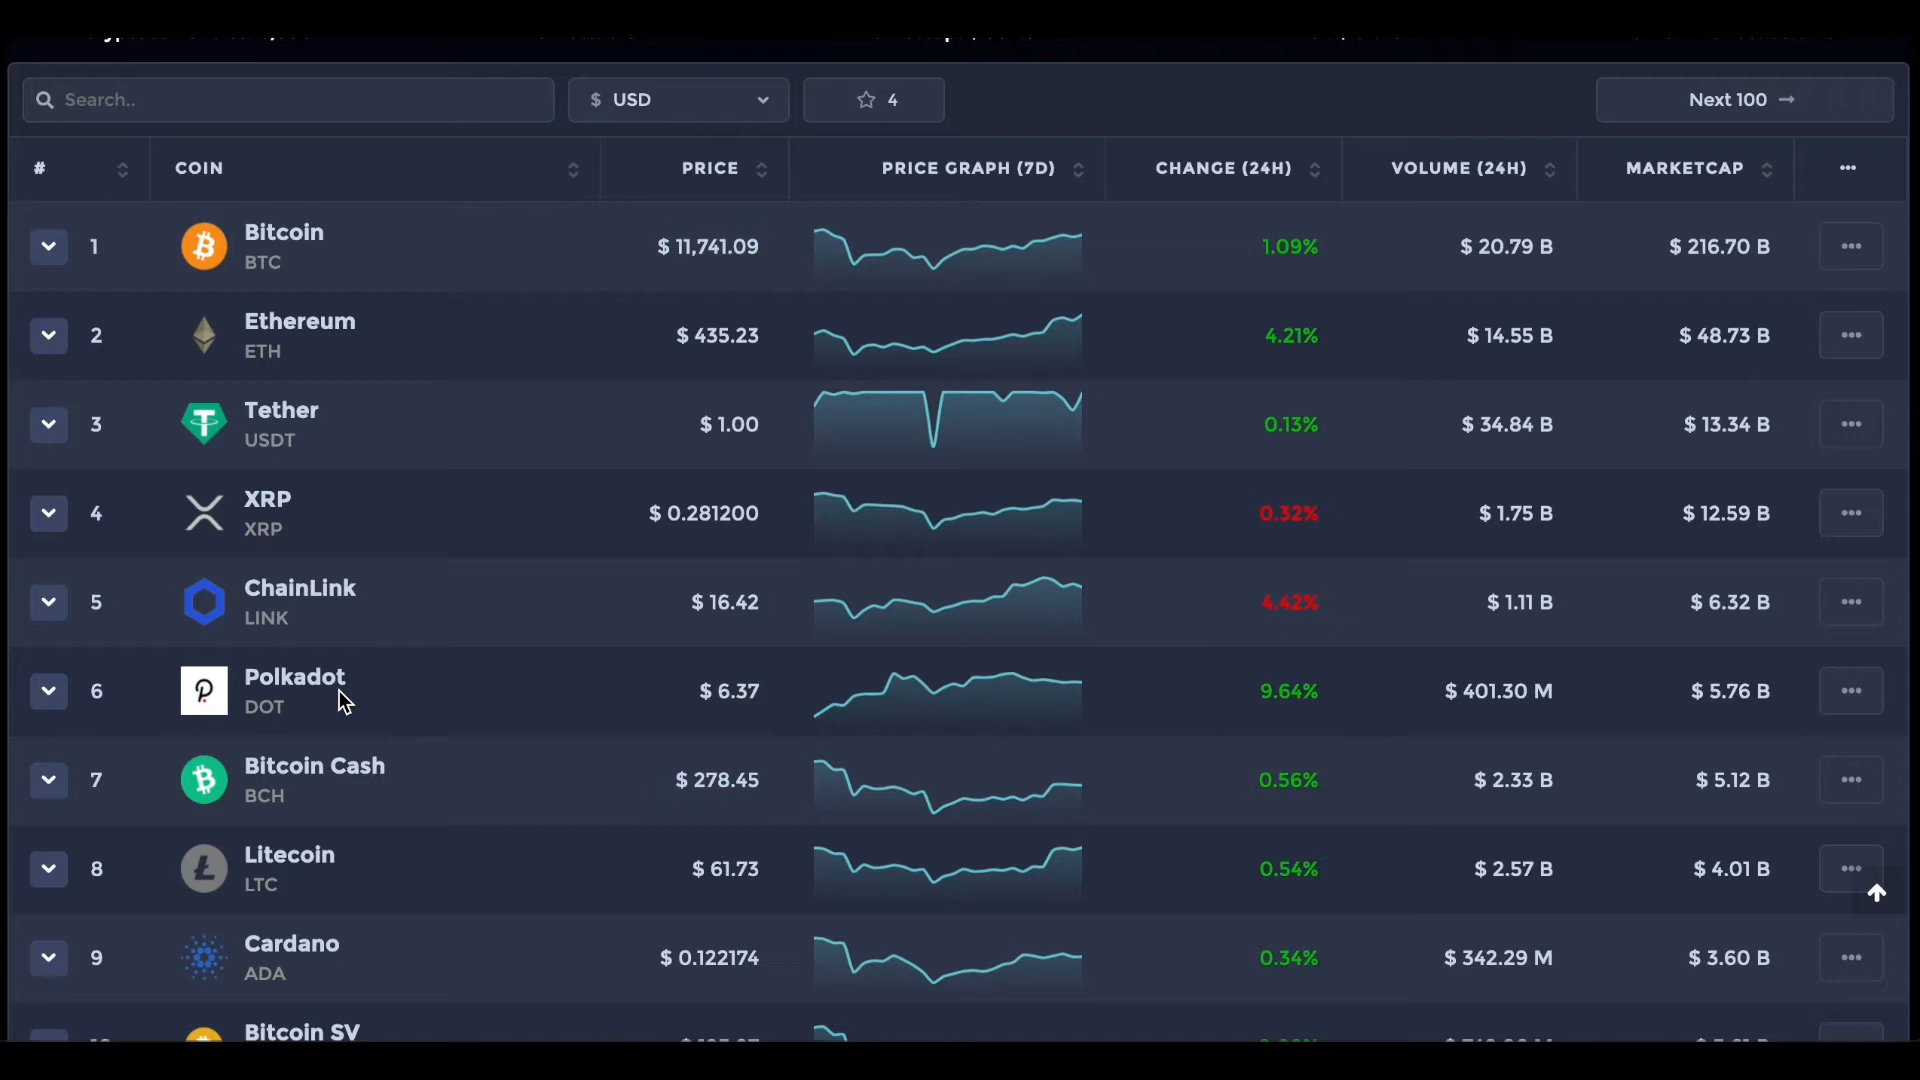 Search..
$ USD
4
Next 100 →
# COIN PRICE PRICE GRAPH (7D) CHANGE (24H) VOLUME (24H) MARKETCAP ...
1 Bitcoin $ 11,741.09 1.09% $ 20.79 B $ 216.70 B
BTC
2 Ethereum $ 435.23 4.21% $ 14.55 B $ 48.73 B
ETH
3 Tether $ 1.00 0.13% $ 34.84 B $ 13.34 B
USDT
4 XRP $ 0.281200 0.32% $ 1.75 B $ 12.59 B
XRP
5 ChainLink $ 16.42 4.42% $ 1.11 B $ 6.32 B
LINK
6 Polkadot $ 6.37 9.64% $ 401.30 M $ 5.76 B
DOT
7 Bitcoin Cash $ 278.45 0.56% $ 2.33 B $ 5.12 B
BCH
8 Litecoin $ 61.73 0.54% $ 2.57 B $ 4.01 B
LTC
9 Cardano $ 0.122174 0.34% $ 342.29 M $ 3.60 B
ADA
Bitcoin SV